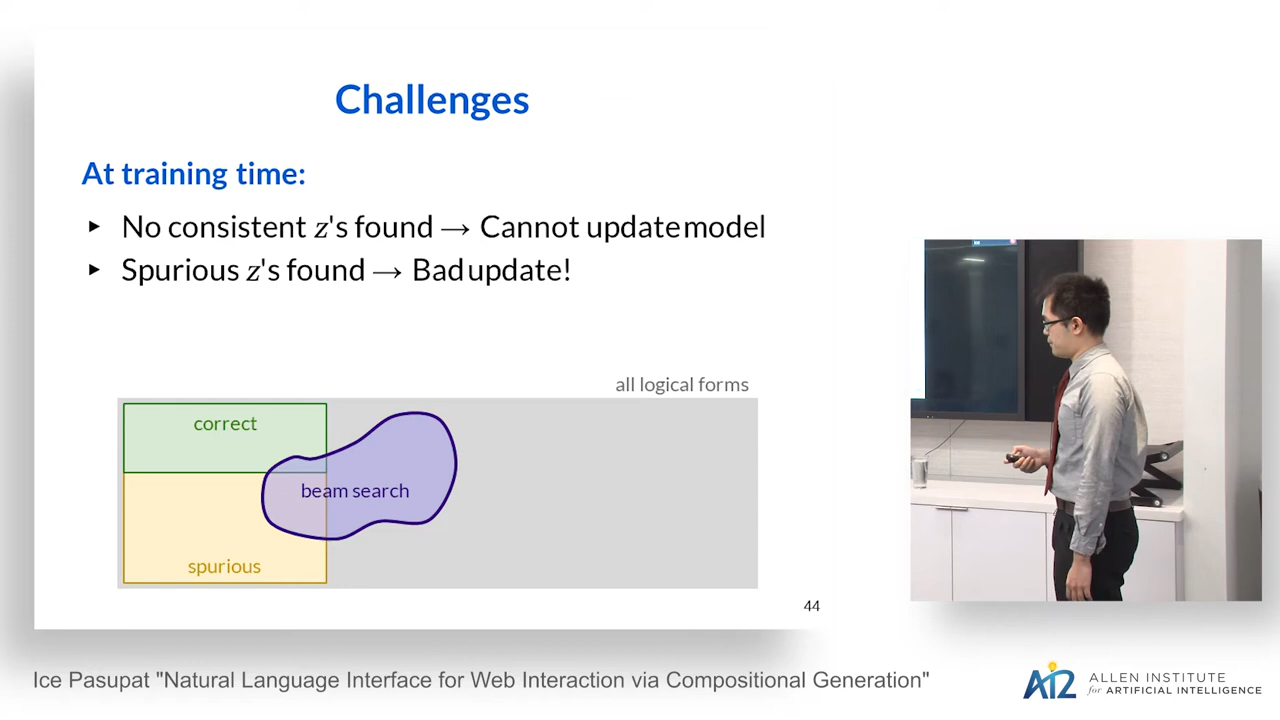 Challenges
At training time:
▸ No consistent z's found → Cannot update model
▸ Spurious z's found → Bad update!
all logical forms
correct
beam search
spurious
44
Ice Pasupat "Natural Language Interface for Web Interaction via Compositional Generation"
AI2
ALLEN INSTITUTE
for ARTIFICIAL INTELLIGENCE